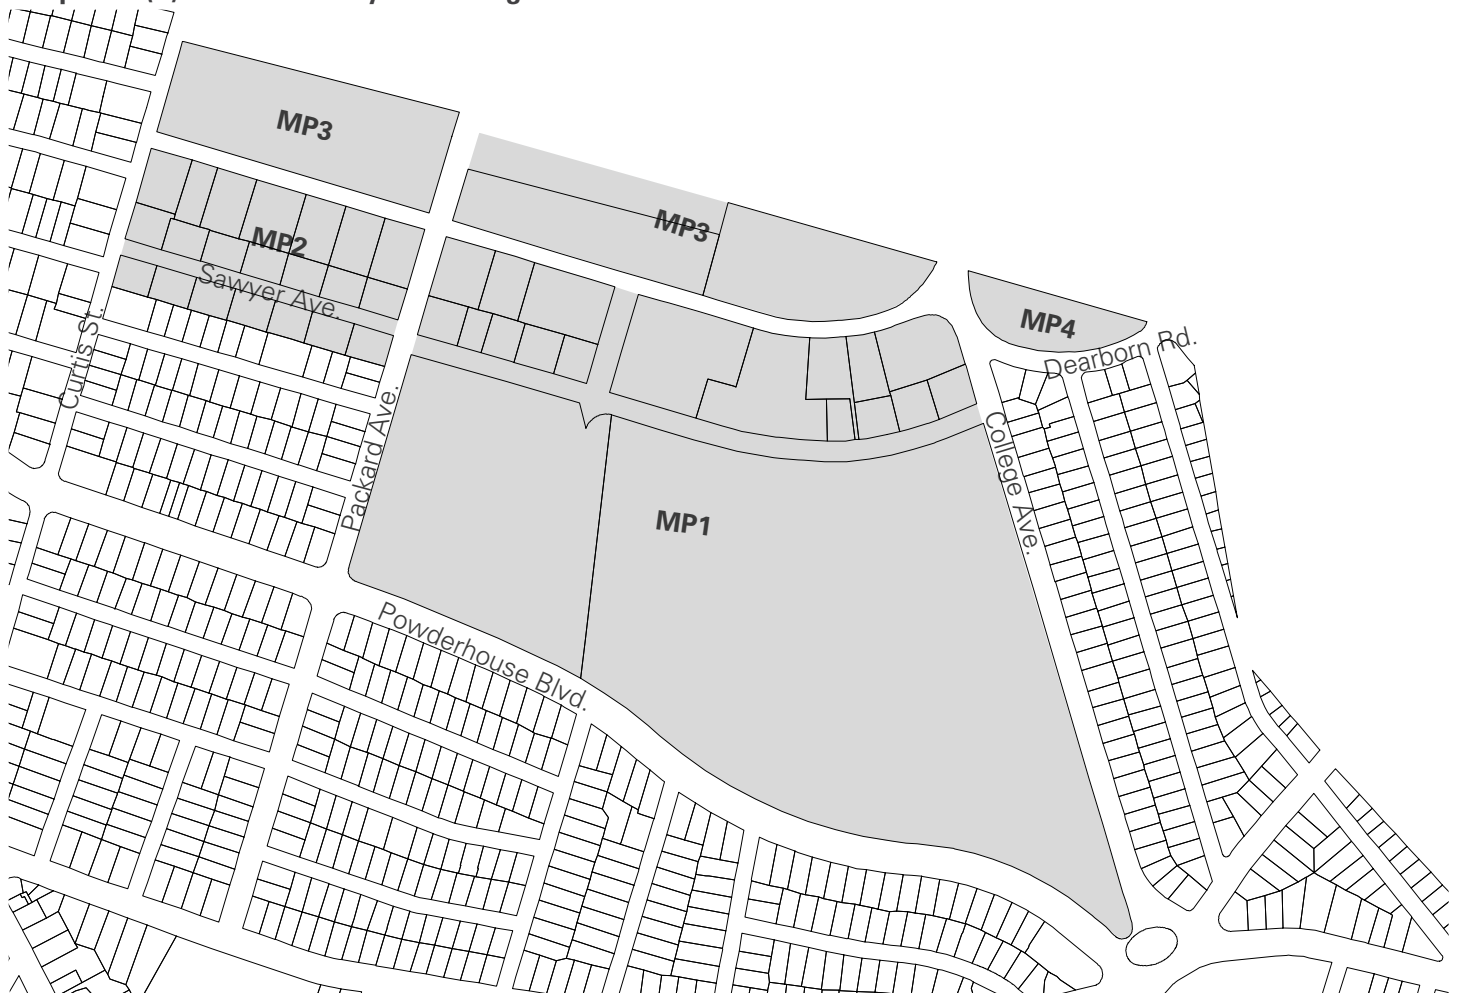 MP3
MP3
MP2
Sawyer Ave.
MP4
Dearborn Rd.
Curtis St.
Packard Ave.
College Ave.
MP1
Powderhouse Blvd.